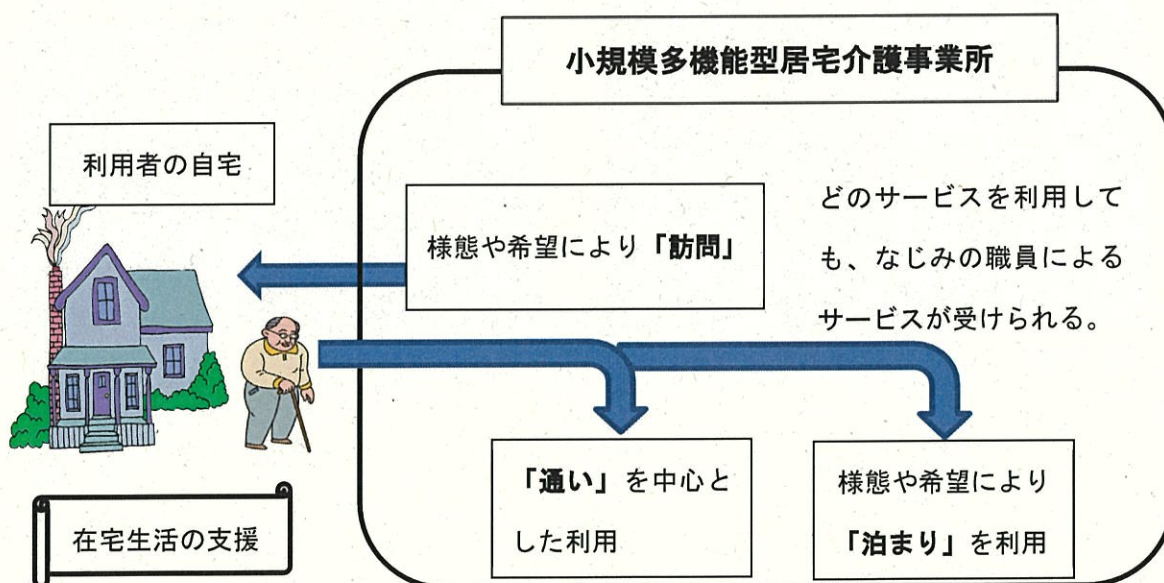 小規模多機能型居宅介護事業所
利用者の自宅
様態や希望により「訪問」
どのサービスを利用して
も、なじみの職員による
サービスが受けられる。
「通い」を中心と
した利用
様態や希望により
「泊まり」を利用
在宅生活の支援